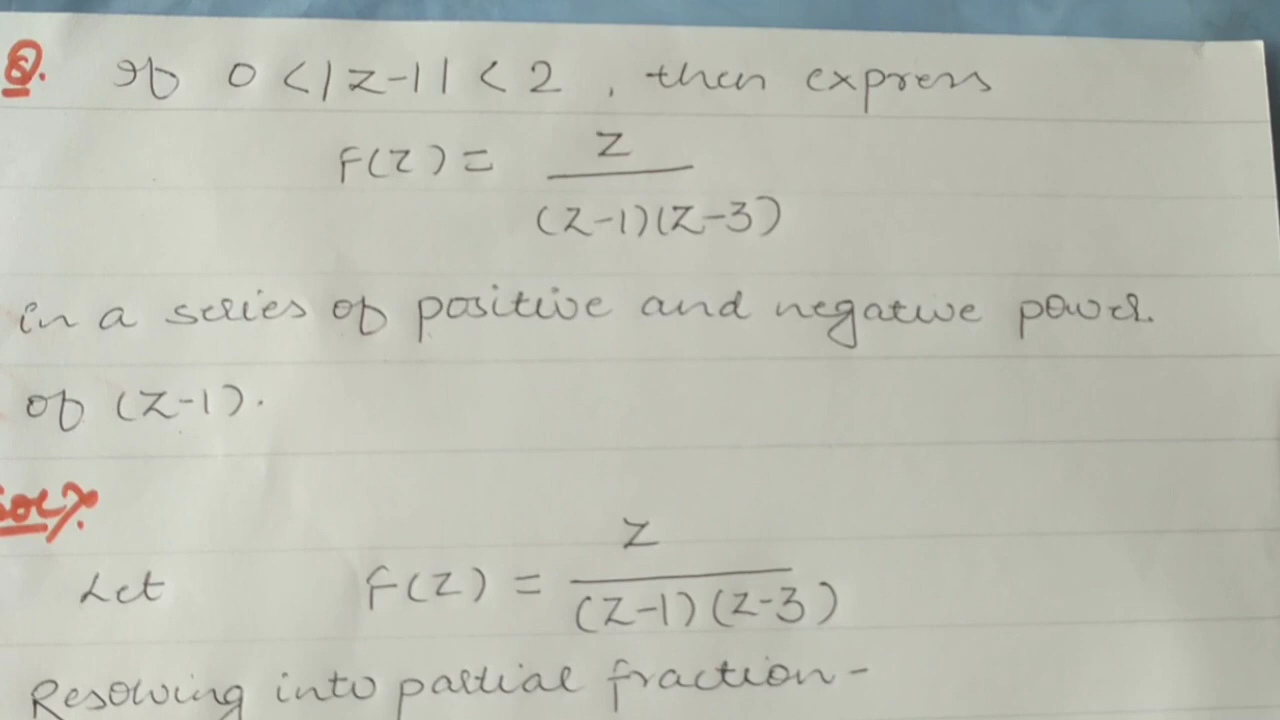 Q. If 0 < |z-1| < 2 , then express
F(z) = z / (z-1)(z-3)
in a series of positive and negative power
of (z-1).
Sol?.
Let F(z) = z / (z-1)(z-3)
Resolving into partial fraction -